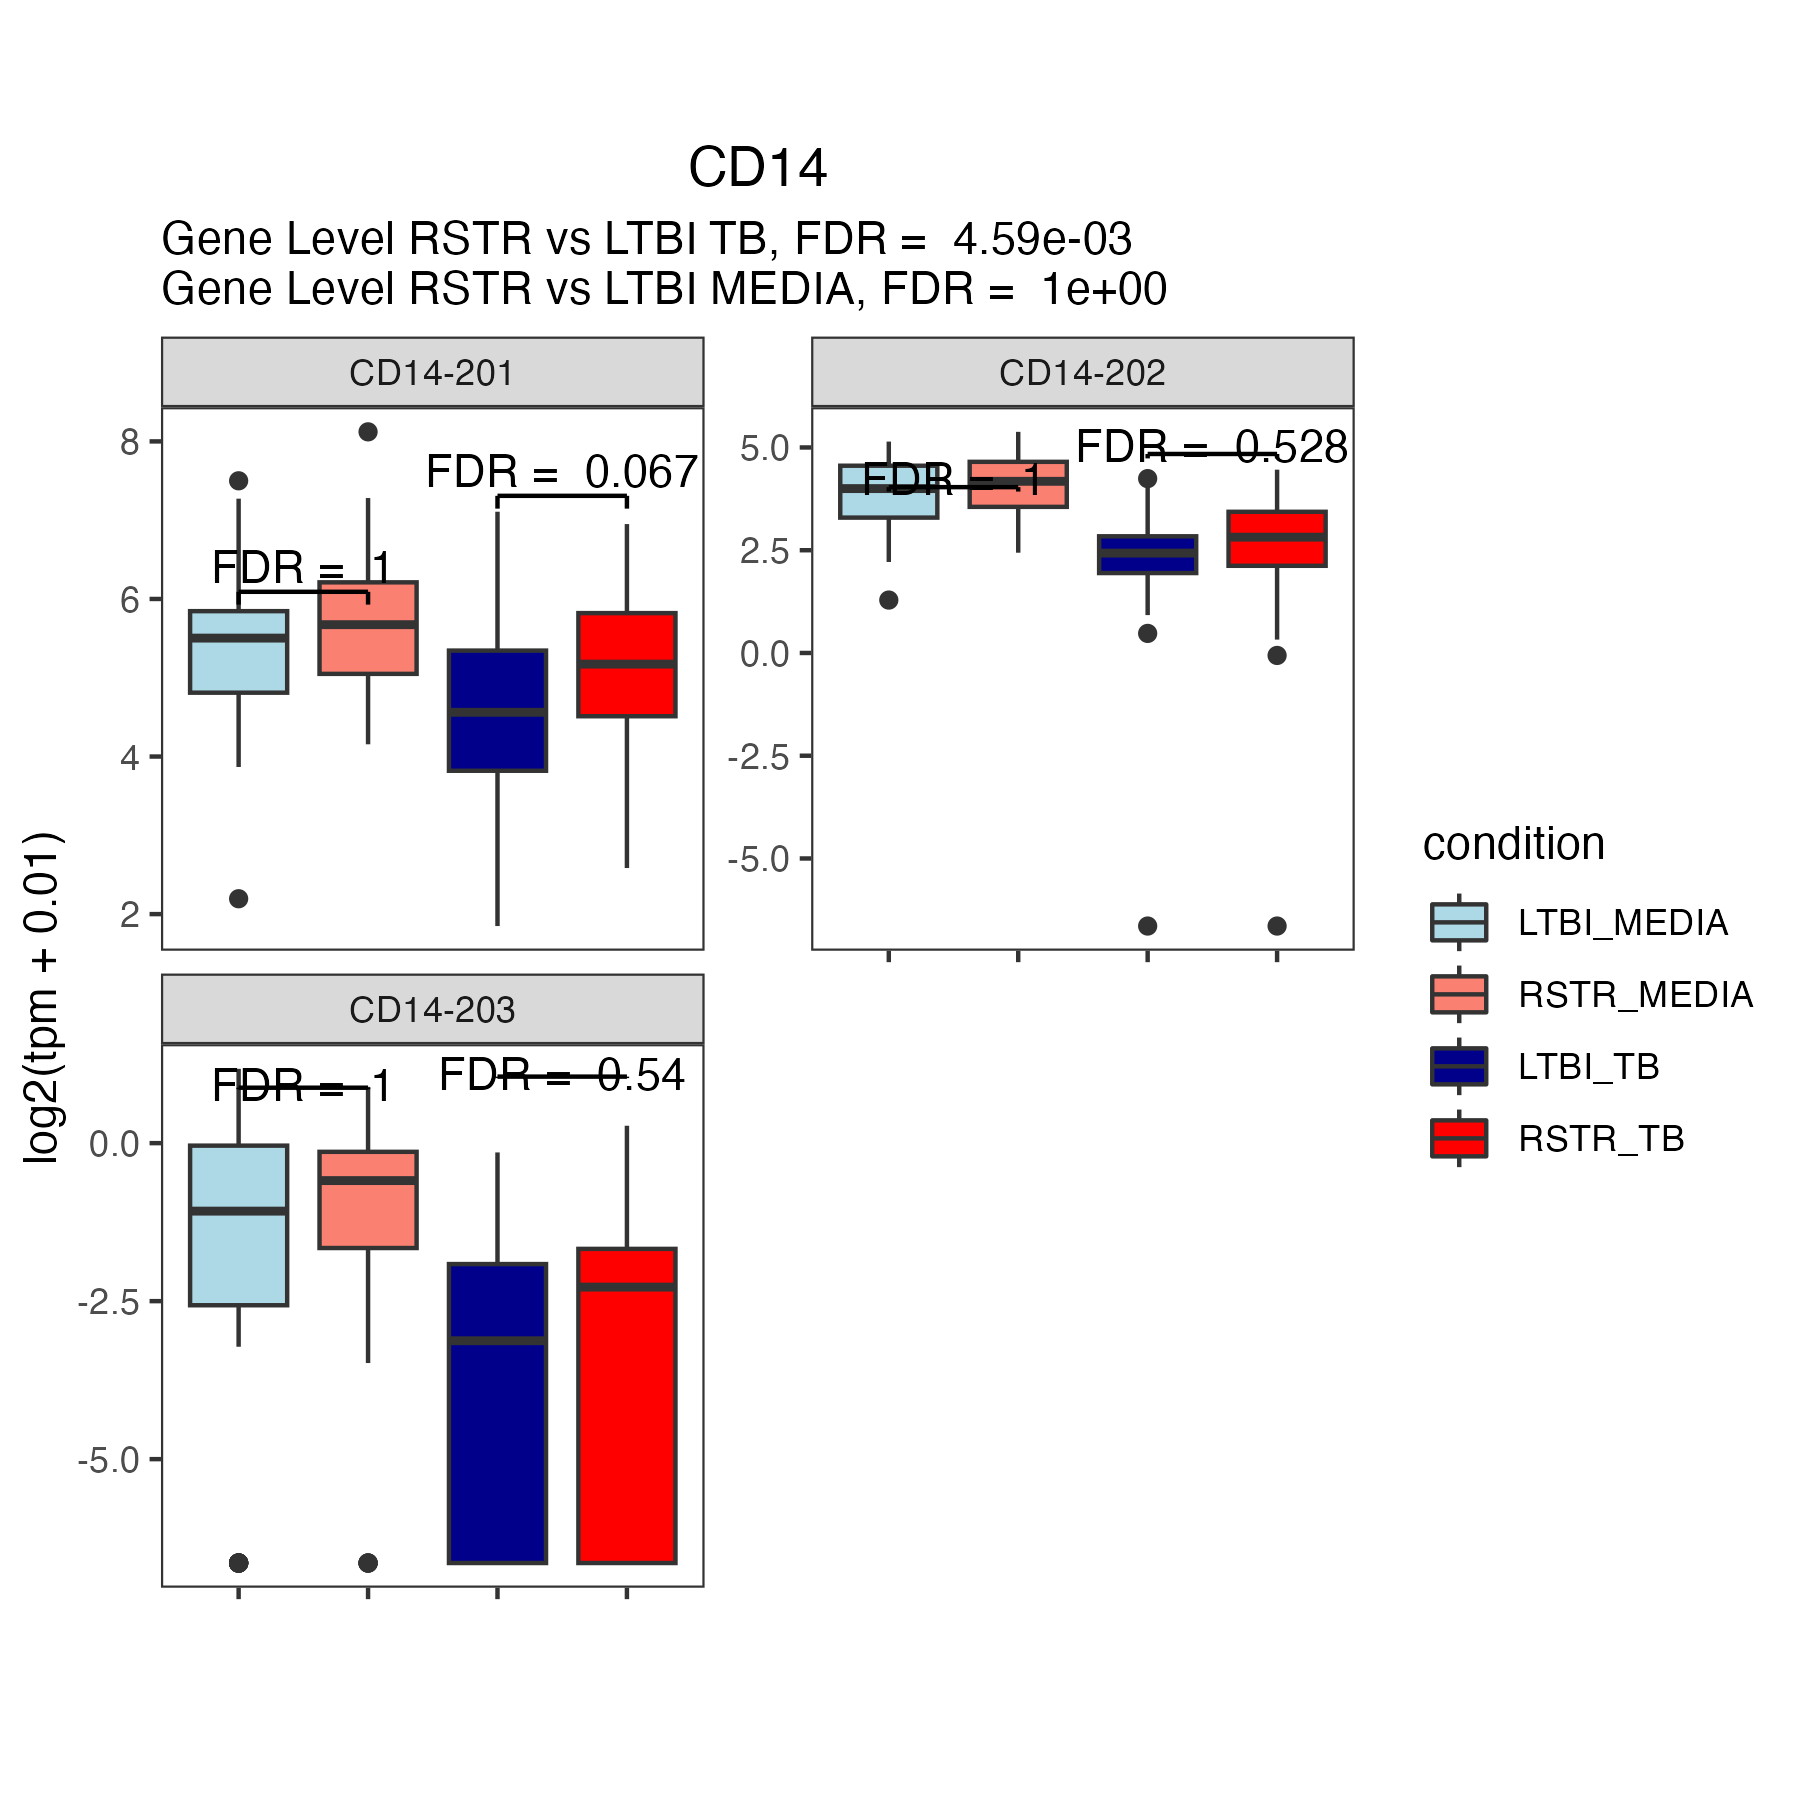 CD14
Gene Level RSTR vs LTBI TB, FDR =  4.59e-03
Gene Level RSTR vs LTBI MEDIA, FDR =  1e+00
CD14-201
8
6
4
2
FDR =  1
FDR =  0.067
CD14-202
5.0
2.5
0.0
-2.5
-5.0
FDR =  1
FDR =  0.528
CD14-203
0.0
-2.5
-5.0
FDR =  1
FDR =  0.54
log2(tpm + 0.01)
condition
LTBI_MEDIA
RSTR_MEDIA
LTBI_TB
RSTR_TB